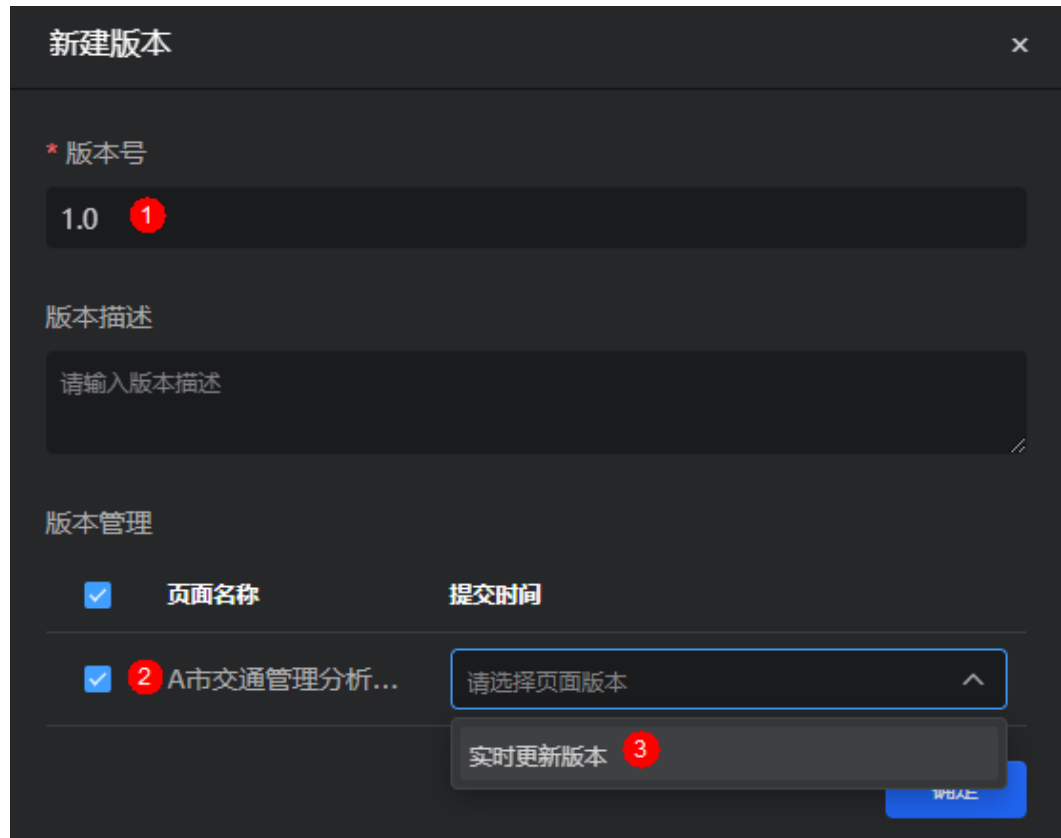 新建版本
* 版本号
1.0 1
版本描述
请输入版本描述
版本管理
页面名称 提交时间
2 A市交通管理分析... 请选择页面版本
实时更新版本 3
确定